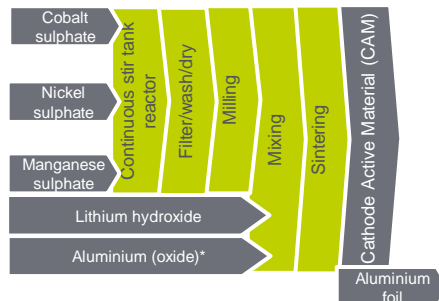 Cobalt
sulphate
Nickel
sulphate
Manganese
sulphate
Continuous stir tank
reactor
Filter/wash/dry
Milling
Mixing
Sintering
Cathode Active Material (CAM)
Lithium hydroxide
Aluminium (oxide)*
Aluminium
foil